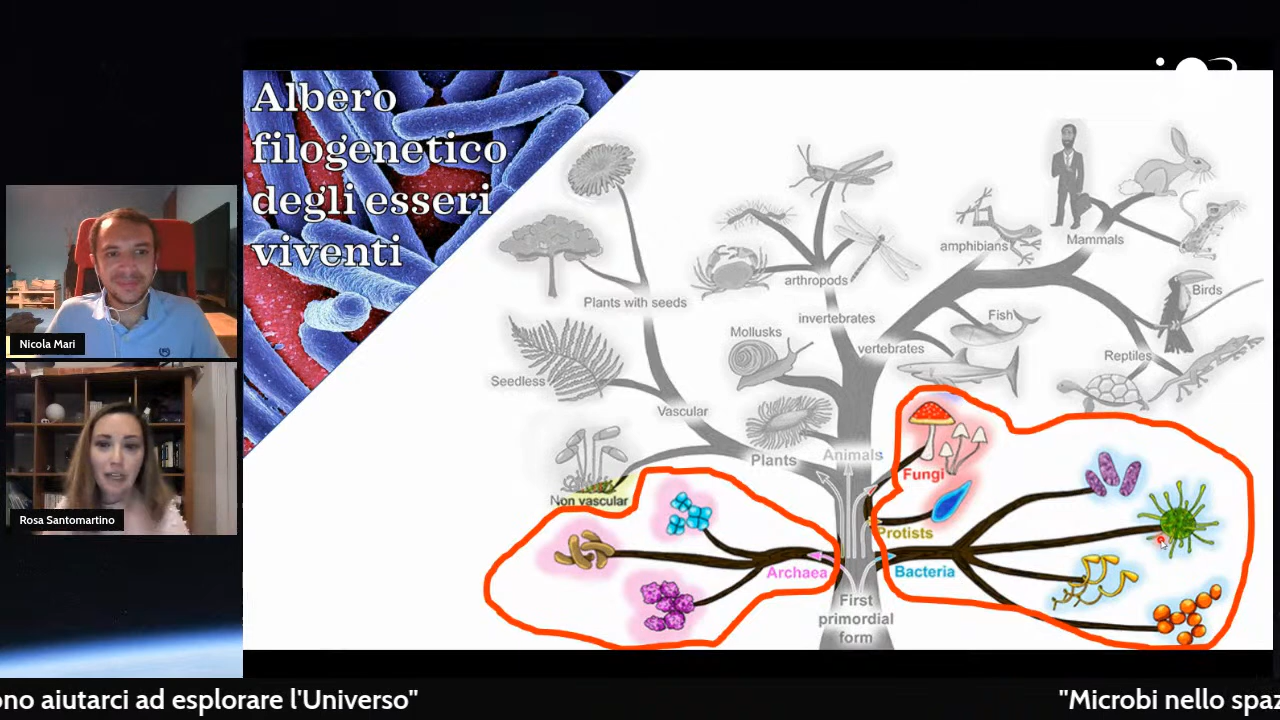 Albero
filogenetico
degli esseri
viventi
Nicola Mari
Rosa Santomartino
Plants with seeds
Seedless
Vascular
Non vascular
Plants
arthropods
invertebrates
Mollusks
Animals
vertebrates
amphibians
Mammals
Fish
Birds
Reptiles
Fungi
Protists
Archaea
Bacteria
First
primordial
form
ono aiutarci ad esplorare l'Universo"
"Microbi nello spaz